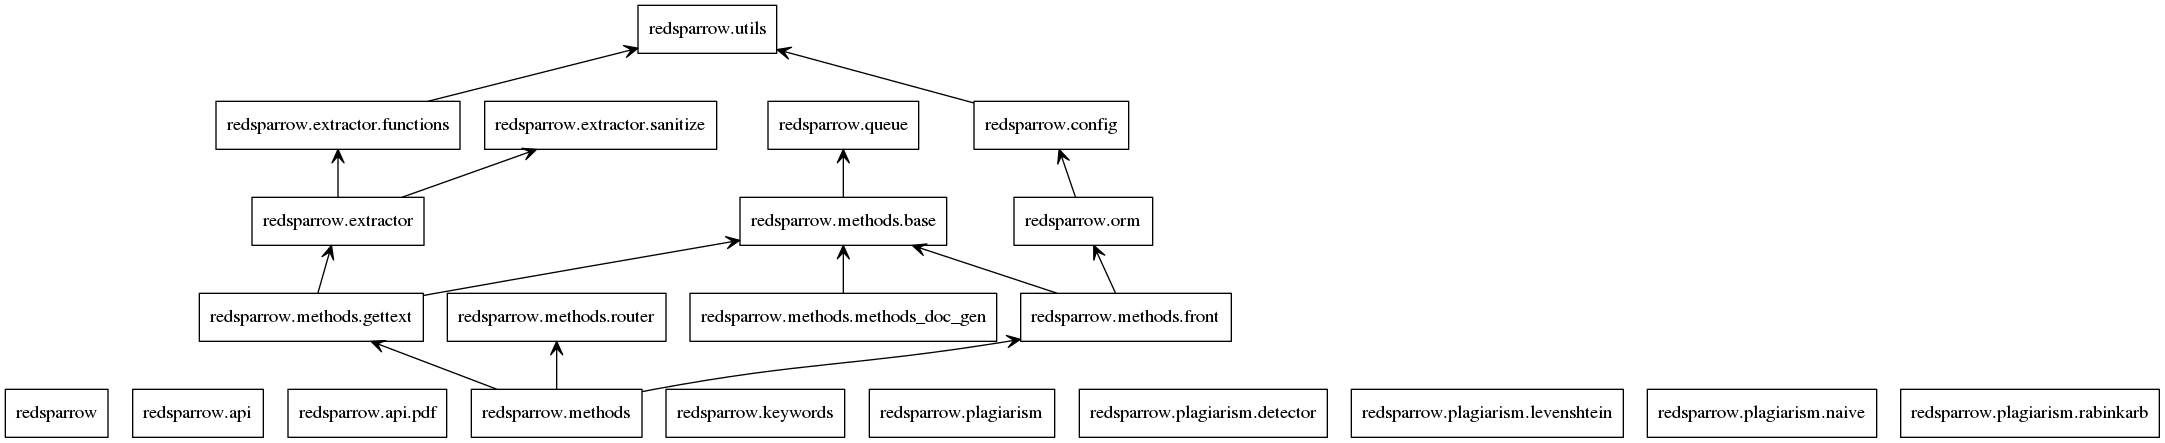 redsparrow.utils
redsparrow.extractor.functions
redsparrow.extractor.sanitize
redsparrow.queue
redsparrow.config
redsparrow.extractor
redsparrow.methods.base
redsparrow.orm
redsparrow.methods.gettext
redsparrow.methods.router
redsparrow.methods.methods_doc_gen
redsparrow.methods.front
redsparrow
redsparrow.api
redsparrow.api.pdf
redsparrow.methods
redsparrow.keywords
redsparrow.plagiarism
redsparrow.plagiarism.detector
redsparrow.plagiarism.levenshtein
redsparrow.plagiarism.naive
redsparrow.plagiarism.rabinkarb